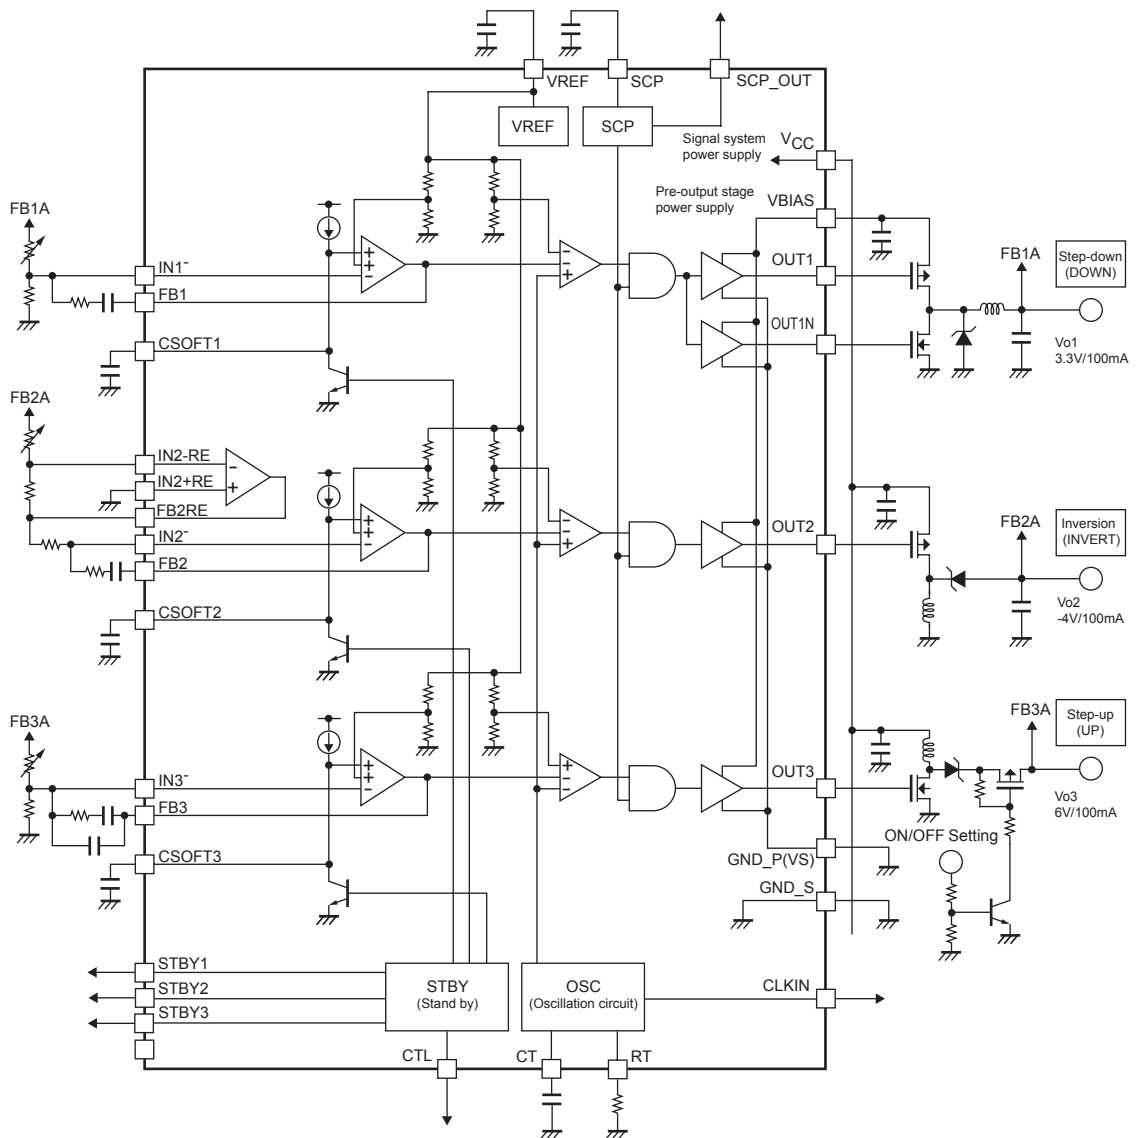 VREF
SCP
SCP_OUT
VREF
SCP
Signal system
power supply
VCC
Pre-output stage
power supply
VBIAS
FB1A
IN1-
FB1
CSOFT1
OUT1
OUT1N
FB1A
Step-down
(DOWN)
Vo1
3.3V/100mA
FB2A
IN2-RE
IN2+RE
FB2RE
IN2-
FB2
CSOFT2
OUT2
FB2A
Inversion
(INVERT)
Vo2
-4V/100mA
FB3A
IN3-
FB3
CSOFT3
OUT3
FB3A
Step-up
(UP)
Vo3
6V/100mA
ON/OFF Setting
GND_P(VS)
GND_S
STBY1
STBY2
STBY3
STBY
(Stand by)
OSC
(Oscillation circuit)
CLKIN
CTL
CT
RT
- + + -
- - +
- +
+ + -
- - +
+ + -
+ - -